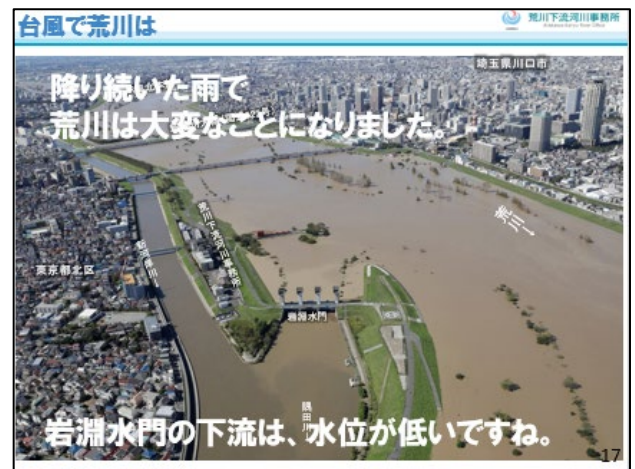 台風で荒川は
荒川下流河川事務所
埼玉県川口市
降り続いた雨で
荒川は大変なことになりました。
荒川→
荒川下流河川事務所
新河岸川→
東京都北区
岩淵水門
隅田川
岩淵水門の下流は、水位が低いですね。
17